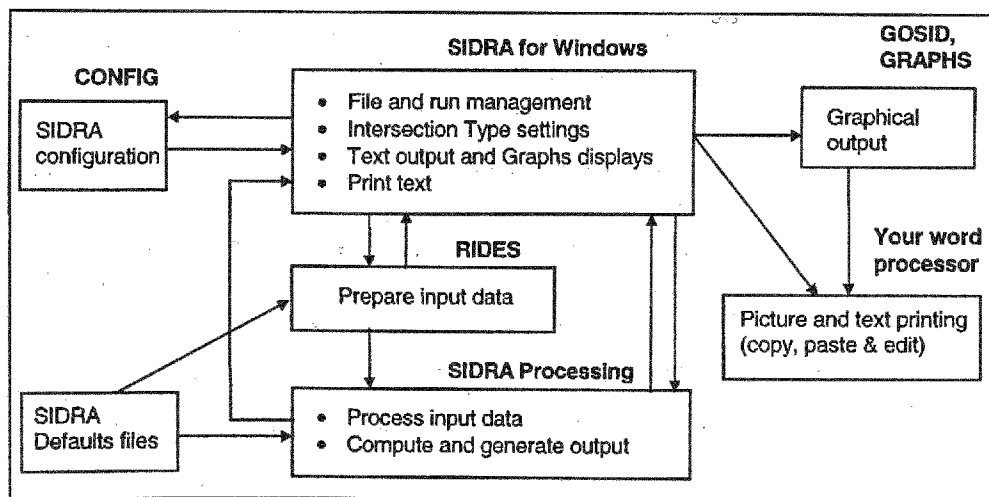 SIDRA for Windows
GOSID,
GRAPHS
CONFIG
SIDRA
configuration
• File and run management
• Intersection Type settings
• Text output and Graphs displays
• Print text
Graphical
output
RIDES
Prepare input data
Your word
processor
Picture and text printing
(copy, paste & edit)
SIDRA Processing
SIDRA
Defaults files
• Process input data
• Compute and generate output